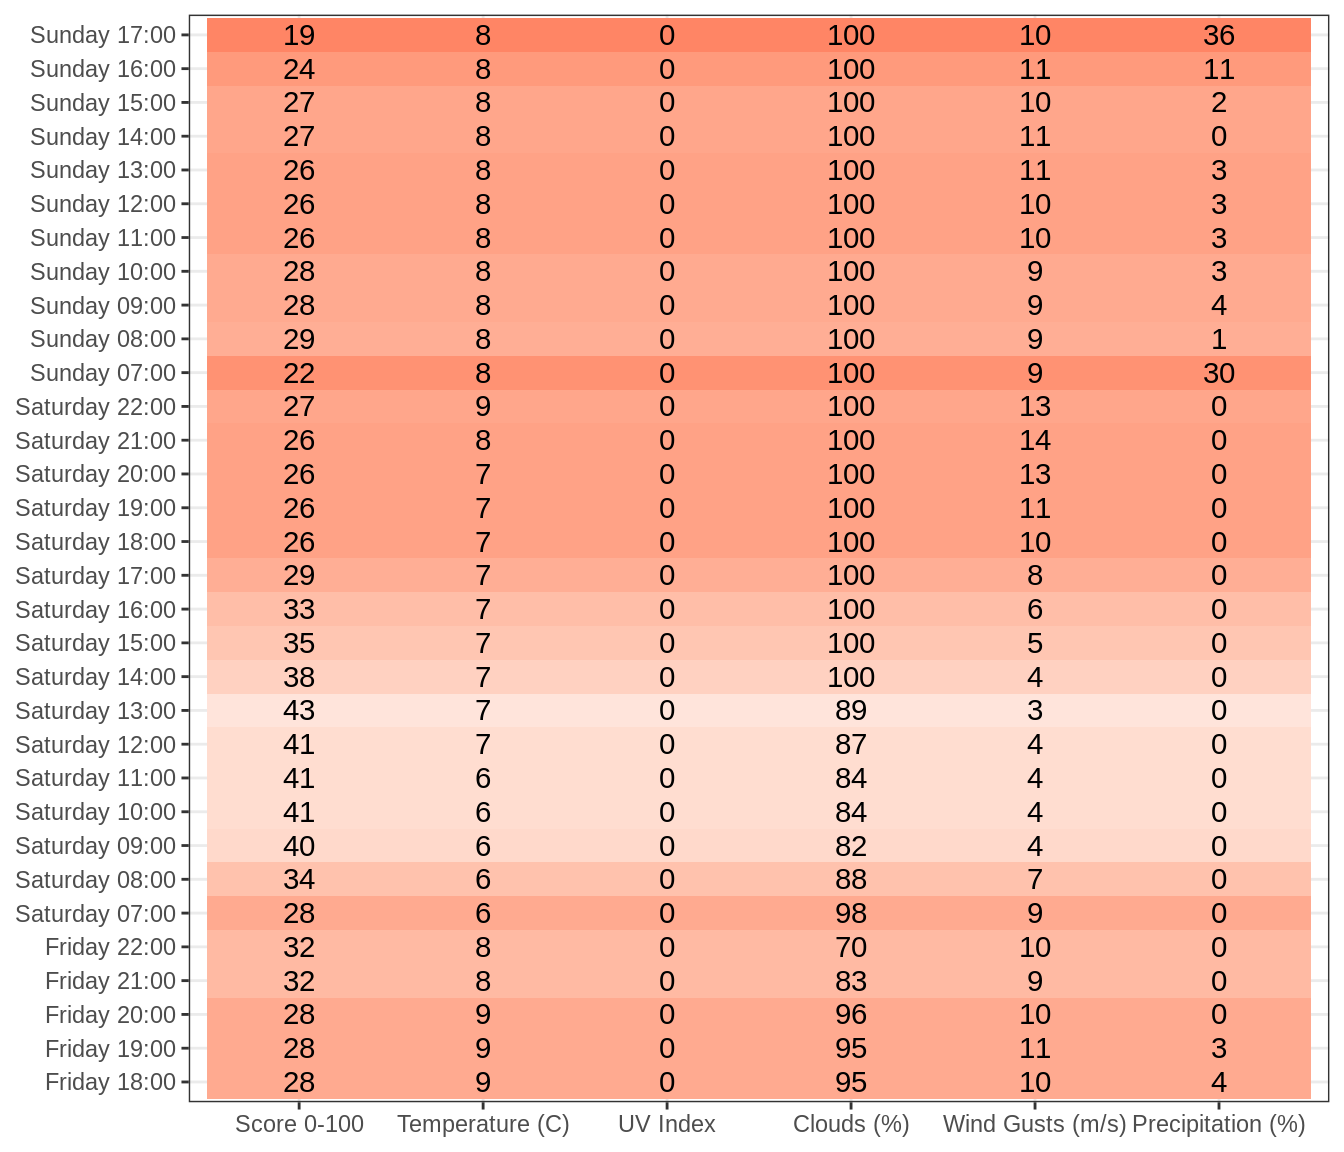 Sunday 17:00 19 8 0 100 10 36
Sunday 16:00 24 8 0 100 11 11
Sunday 15:00 27 8 0 100 10 2
Sunday 14:00 27 8 0 100 11 0
Sunday 13:00 26 8 0 100 11 3
Sunday 12:00 26 8 0 100 10 3
Sunday 11:00 26 8 0 100 10 3
Sunday 10:00 28 8 0 100 9 3
Sunday 09:00 28 8 0 100 9 4
Sunday 08:00 29 8 0 100 9 1
Sunday 07:00 22 8 0 100 9 30
Saturday 22:00 27 9 0 100 13 0
Saturday 21:00 26 8 0 100 14 0
Saturday 20:00 26 7 0 100 13 0
Saturday 19:00 26 7 0 100 11 0
Saturday 18:00 26 7 0 100 10 0
Saturday 17:00 29 7 0 100 8 0
Saturday 16:00 33 7 0 100 6 0
Saturday 15:00 35 7 0 100 5 0
Saturday 14:00 38 7 0 100 4 0
Saturday 13:00 43 7 0 89 3 0
Saturday 12:00 41 7 0 87 4 0
Saturday 11:00 41 6 0 84 4 0
Saturday 10:00 41 6 0 84 4 0
Saturday 09:00 40 6 0 82 4 0
Saturday 08:00 34 6 0 88 7 0
Saturday 07:00 28 6 0 98 9 0
Friday 22:00 32 8 0 70 10 0
Friday 21:00 32 8 0 83 9 0
Friday 20:00 28 9 0 96 10 0
Friday 19:00 28 9 0 95 11 3
Friday 18:00 28 9 0 95 10 4
Score 0-100 Temperature (C) UV Index Clouds (%) Wind Gusts (m/s) Precipitation (%)